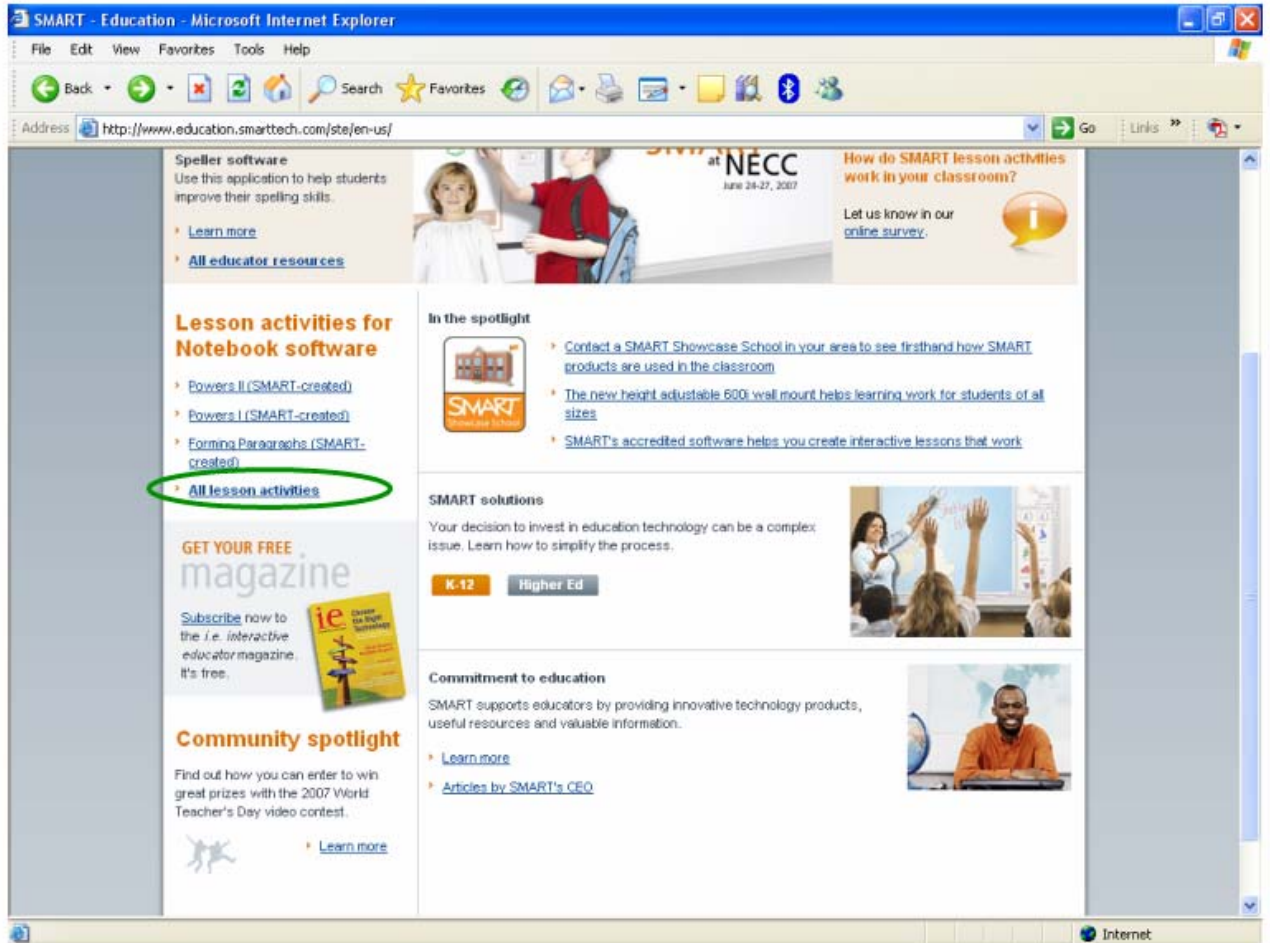 SMART - Education - Microsoft Internet Explorer
File Edit View Favorites Tools Help
Back Search Favorites
Address http://www.education.smarttech.com/ste/en-us/ Go Links »
Speller software
Use this application to help students
improve their spelling skills.
Learn more
All educator resources
SMART
at NECC
June 24-27, 2007
How do SMART lesson activities
work in your classroom?
Let us know in our
online survey.
i
Lesson activities for
Notebook software
Powers II (SMART-created)
Powers I (SMART-created)
Forming Paragraphs (SMART-
created)
All lesson activities
In the spotlight
SMART
Showcase School
Contact a SMART Showcase School in your area to see firsthand how SMART
products are used in the classroom
The new height adjustable 600i wall mount helps learning work for students of all
sizes
SMART's accredited software helps you create interactive lessons that work
GET YOUR FREE
magazine
Subscribe now to
the i.e. interactive
educator magazine.
It's free.
ie
Choose
the Right
Technology
SMART solutions
Your decision to invest in education technology can be a complex
issue. Learn how to simplify the process.
K-12 Higher Ed
Commitment to education
SMART supports educators by providing innovative technology products,
useful resources and valuable information.
Learn more
Articles by SMART's CEO
Community spotlight
Find out how you can enter to win
great prizes with the 2007 World
Teacher's Day video contest.
Learn more
Internet